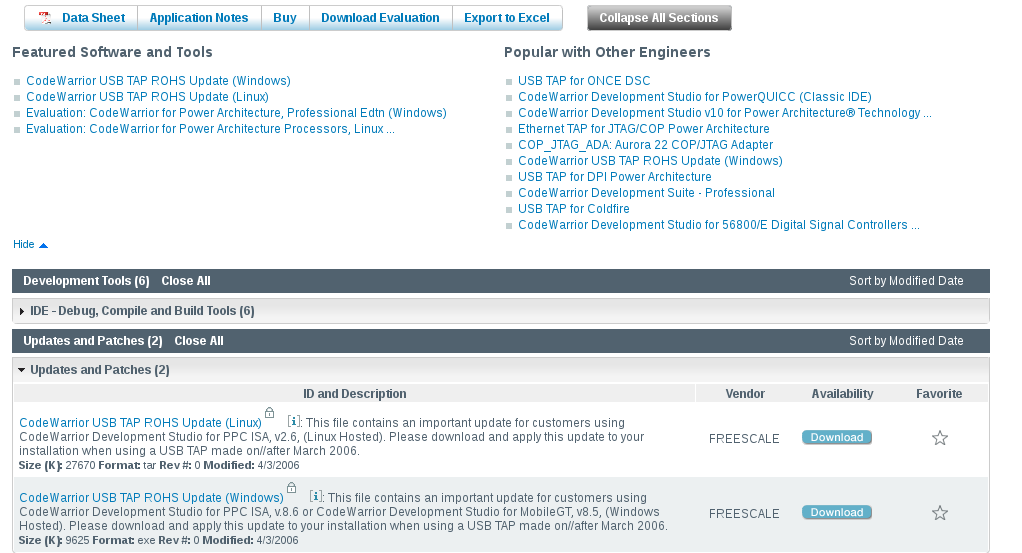 Data Sheet Application Notes Buy Download Evaluation Export to Excel Collapse All Sections
Featured Software and Tools
CodeWarrior USB TAP ROHS Update (Windows)
CodeWarrior USB TAP ROHS Update (Linux)
Evaluation: CodeWarrior for Power Architecture, Professional Edtn (Windows)
Evaluation: CodeWarrior for Power Architecture Processors, Linux ...
Popular with Other Engineers
USB TAP for ONCE DSC
CodeWarrior Development Studio for PowerQUICC (Classic IDE)
CodeWarrior Development Studio v10 for Power Architecture® Technology ...
Ethernet TAP for JTAG/COP Power Architecture
COP_JTAG_ADA: Aurora 22 COP/JTAG Adapter
CodeWarrior USB TAP ROHS Update (Windows)
USB TAP for DPI Power Architecture
CodeWarrior Development Suite - Professional
USB TAP for Coldfire
CodeWarrior Development Studio for 56800/E Digital Signal Controllers ...
Hide
Development Tools (6) Close All Sort by Modified Date
IDE - Debug, Compile and Build Tools (6)
Updates and Patches (2) Close All Sort by Modified Date
Updates and Patches (2)
ID and Description Vendor Availability Favorite
CodeWarrior USB TAP ROHS Update (Linux) [i]: This file contains an important update for customers using
CodeWarrior Development Studio for PPC ISA, v2.6, (Linux Hosted). Please download and apply this update to your
installation when using a USB TAP made on//after March 2006.
Size (K): 27670 Format: tar Rev #: 0 Modified: 4/3/2006
FREESCALE Download
CodeWarrior USB TAP ROHS Update (Windows) [i]: This file contains an important update for customers using
CodeWarrior Development Studio for PPC ISA, v.8.6 or CodeWarrior Development Studio for MobileGT, v8.5, (Windows
Hosted). Please download and apply this update to your installation when using a USB TAP made on//after March 2006.
Size (K): 9625 Format: exe Rev #: 0 Modified: 4/3/2006
FREESCALE Download